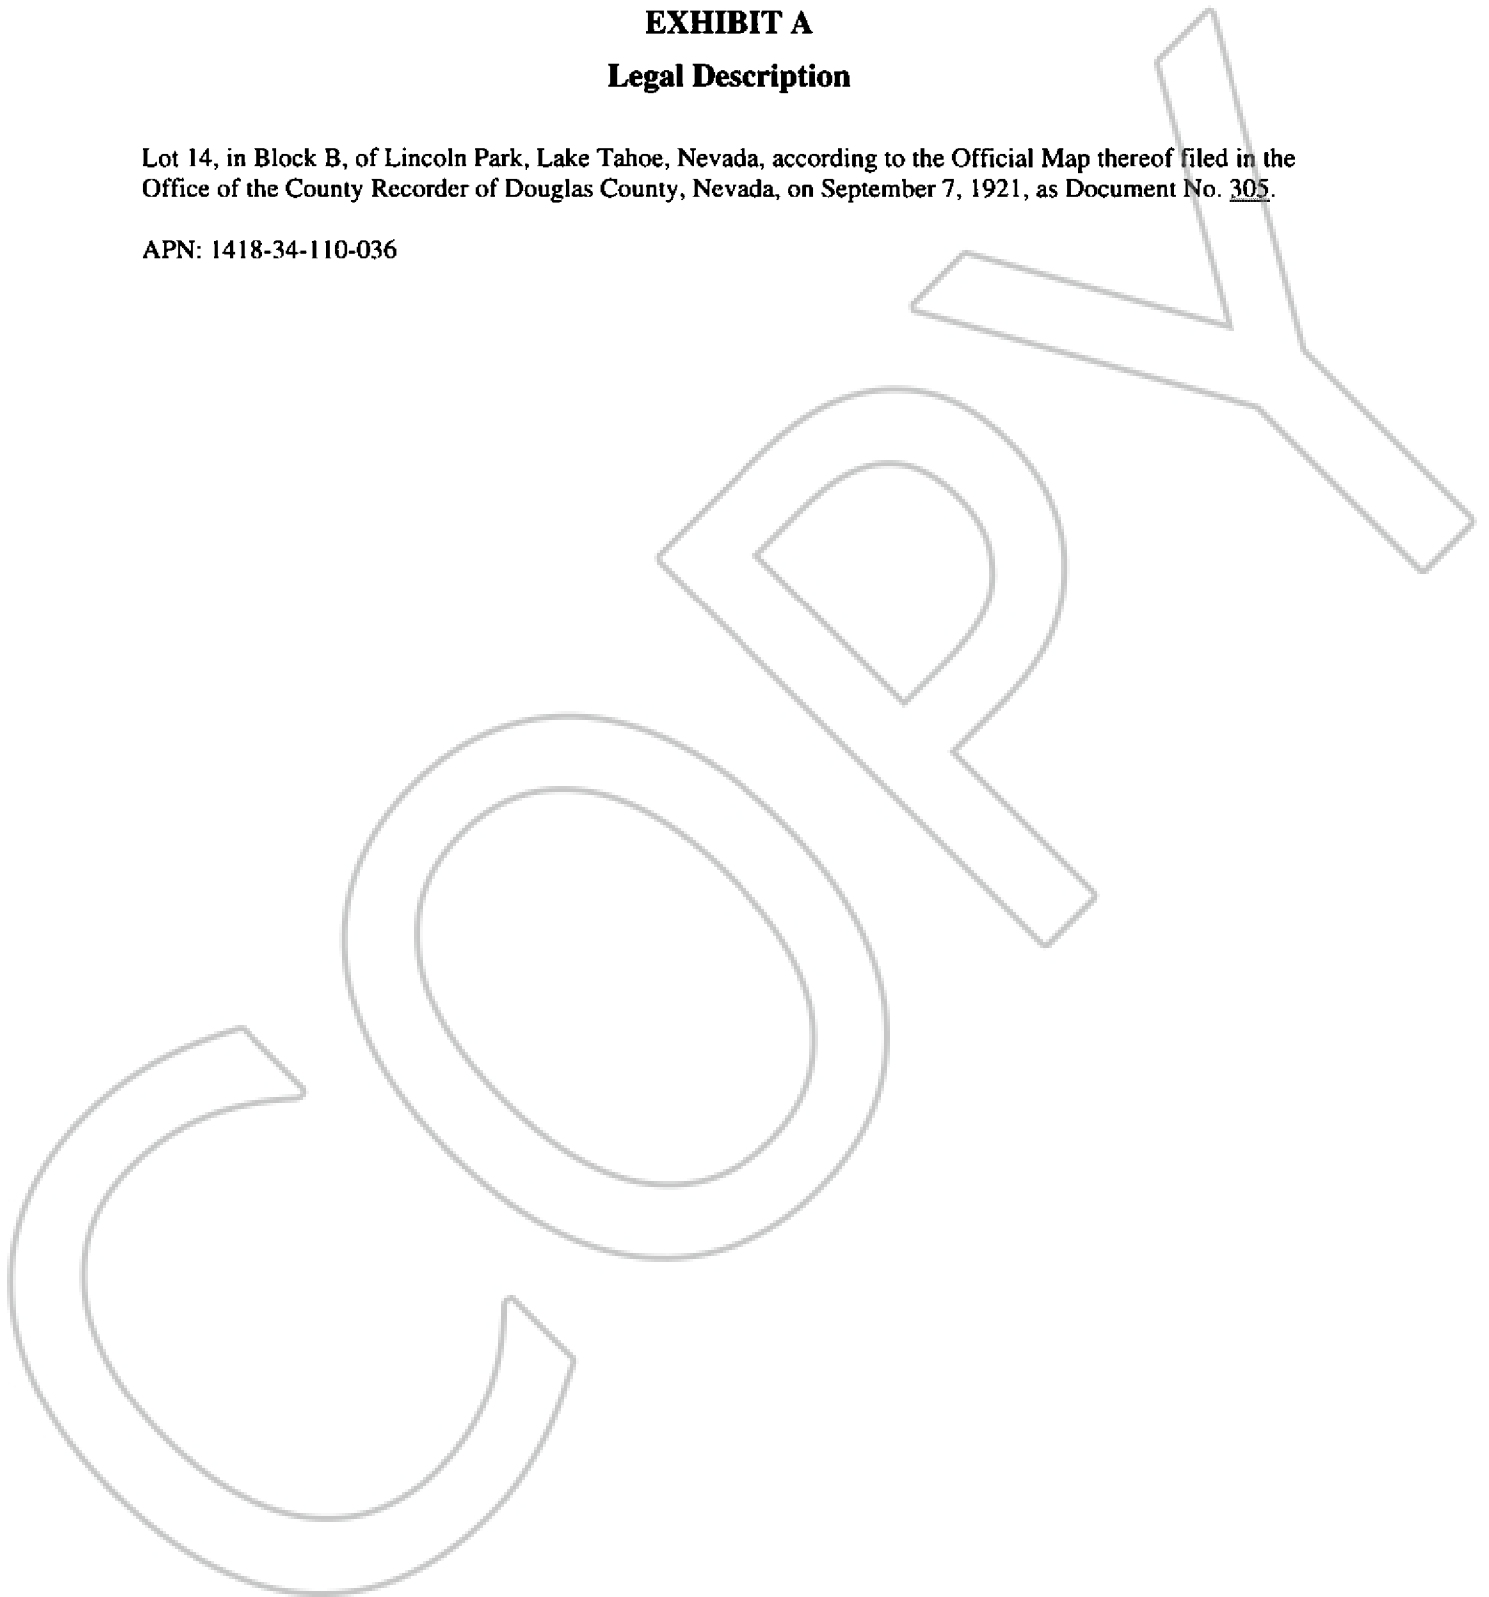 EXHIBIT A
Legal Description
Lot 14, in Block B, of Lincoln Park, Lake Tahoe, Nevada, according to the Official Map thereof filed in the
Office of the County Recorder of Douglas County, Nevada, on September 7, 1921, as Document No. 305.
APN: 1418-34-110-036
COPY